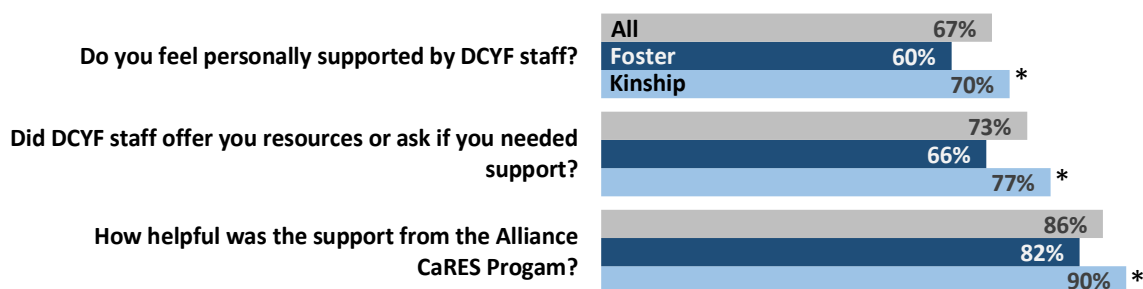 All 67%
Do you feel personally supported by DCYF staff? Foster 60%
Kinship 70% *
73%
Did DCYF staff offer you resources or ask if you needed
support?
66%
77% *
86%
How helpful was the support from the Alliance
CaRES Progam?
82%
90% *